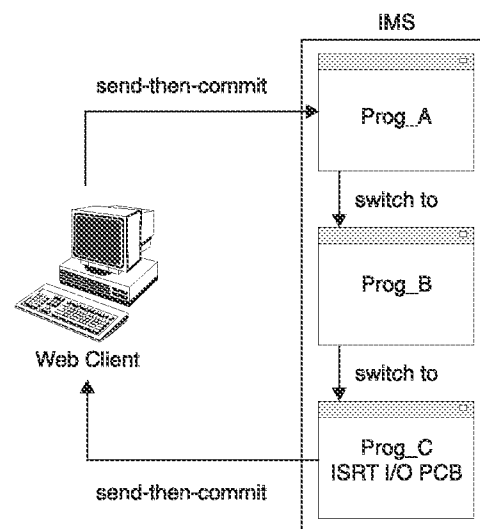 IMS
send-then-commit
Prog_A
switch to
Prog_B
Web Client
switch to
Prog_C
ISRT I/O PCB
send-then-commit